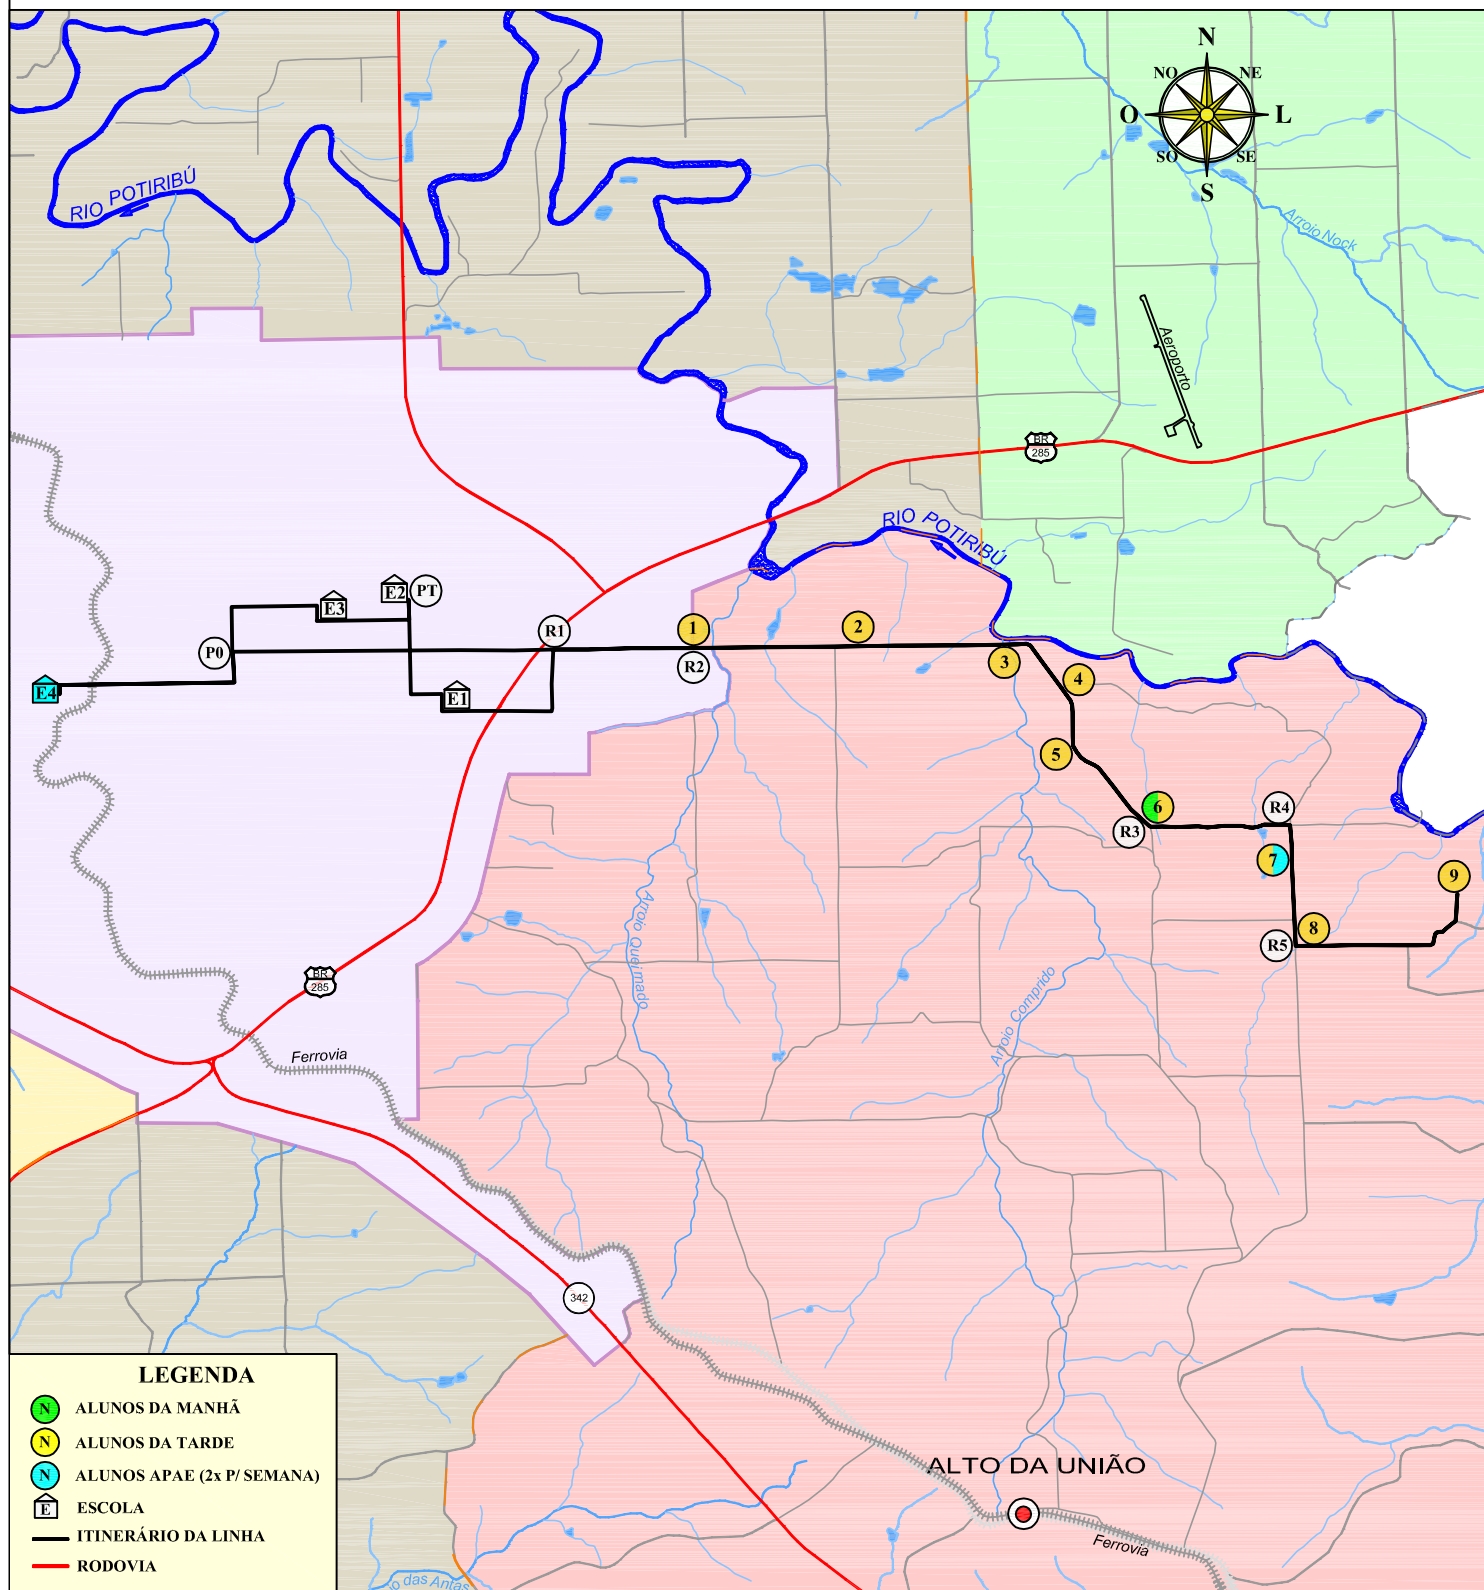 N
NO
NE
O
L
SO
SE
S
RIO POTIRIBÚ
Arroio Nock
Aeroporto
BR
285
RIO POTIRIBÚ
E2
PT
E3
P0
R1
1
2
R2
3
4
E4
E1
5
6
R3
R4
7
9
8
R5
Arroio Queimado
Arroio Comprido
BR
285
Ferrovia
342
ALTO DA UNIÃO
Ferrovia
LEGENDA
N ALUNOS DA MANHÃ
N ALUNOS DA TARDE
N ALUNOS APAE (2x P/ SEMANA)
E ESCOLA
ITINERÁRIO DA LINHA
RODOVIA
o das Antas